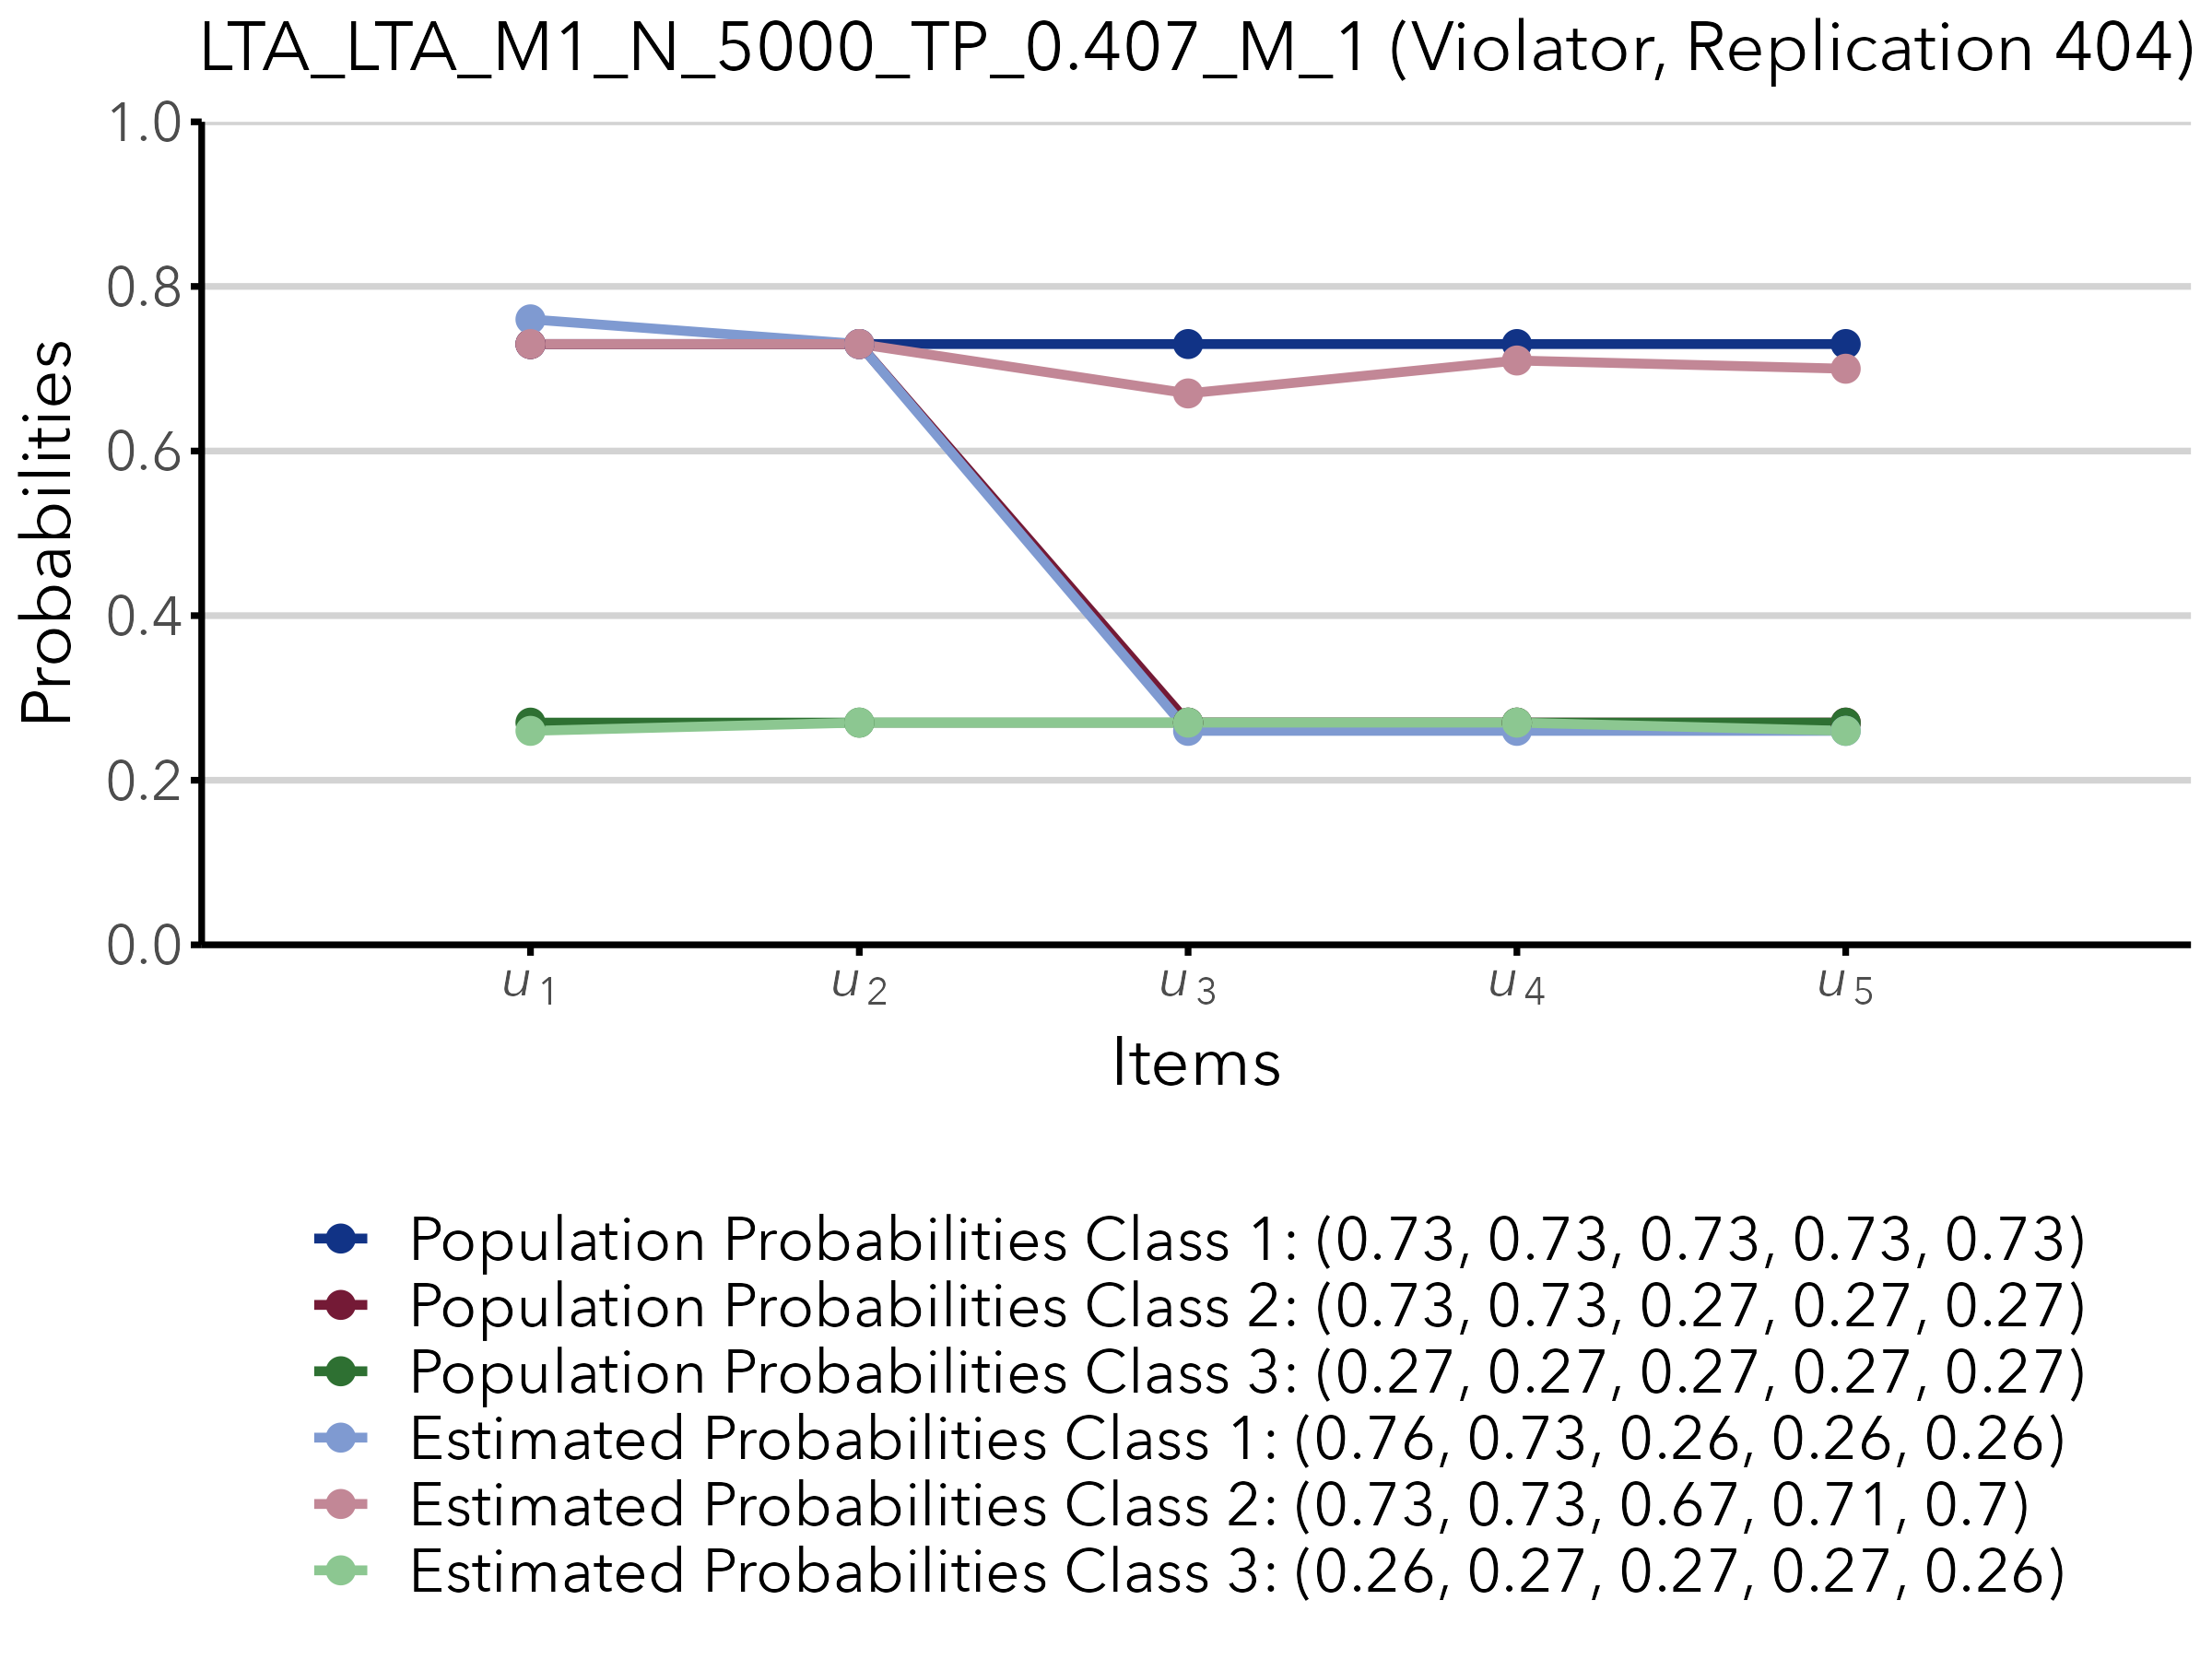 LTA_LTA_M1_N_5000_TP_0.407_M_1 (Violator, Replication 404)
1.0
0.8
0.6
0.4
0.2
0.0
Probabilities
u1 u2 u3 u4 u5
Items
Population Probabilities Class 1: (0.73, 0.73, 0.73, 0.73, 0.73)
Population Probabilities Class 2: (0.73, 0.73, 0.27, 0.27, 0.27)
Population Probabilities Class 3: (0.27, 0.27, 0.27, 0.27, 0.27)
Estimated Probabilities Class 1: (0.76, 0.73, 0.26, 0.26, 0.26)
Estimated Probabilities Class 2: (0.73, 0.73, 0.67, 0.71, 0.7)
Estimated Probabilities Class 3: (0.26, 0.27, 0.27, 0.27, 0.26)